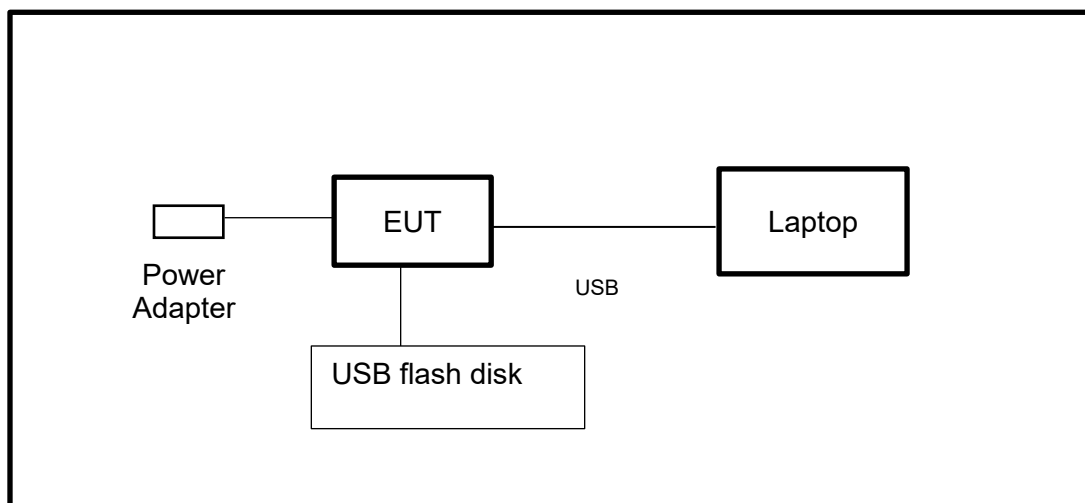 EUT
Laptop
Power
Adapter
USB
USB flash disk